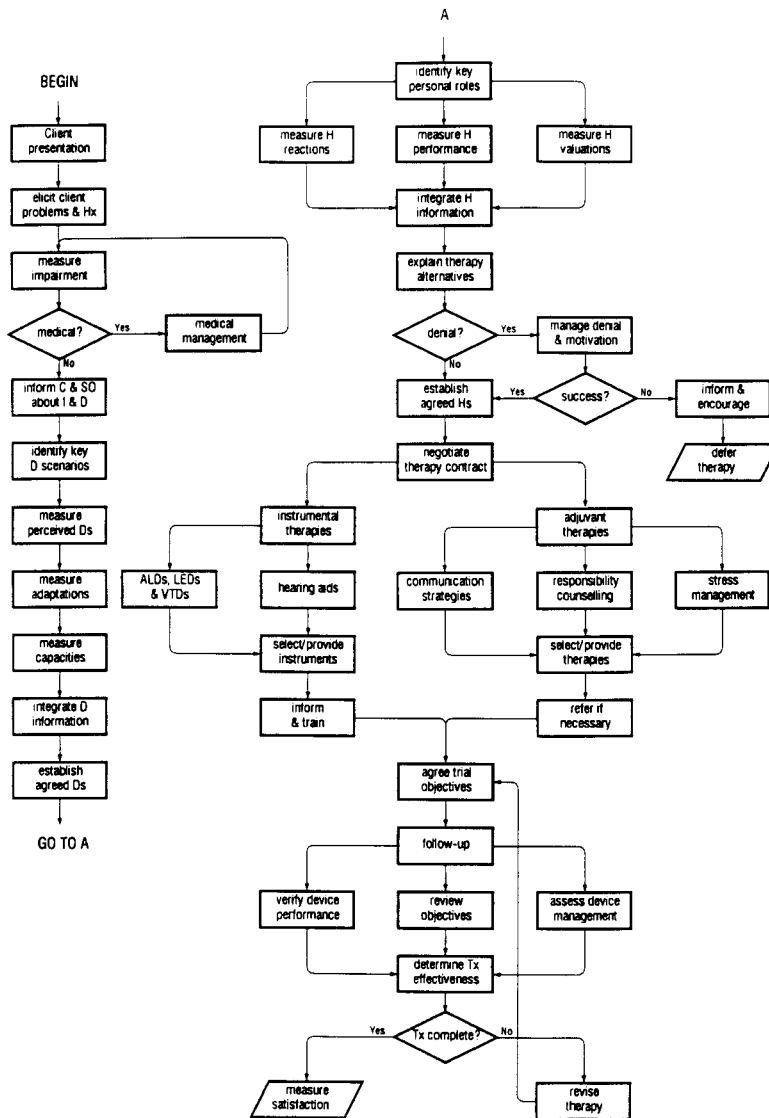 BEGIN
Client
presentation
elicit client
problems & Hx
measure
impairment
medical?
Yes
medical
management
No
inform C & SO
about I & D
identify key
D scenarios
measure
perceived Ds
measure
adaptations
measure
capacities
integrate D
information
establish
agreed Ds
GO TO A
A
identify key
personal roles
measure H
reactions
measure H
performance
measure H
valuations
integrate H
information
explain therapy
alternatives
denial?
Yes
manage denial
& motivation
No
establish
agreed Hs
Yes
success?
No
inform &
encourage
defer
therapy
negotiate
therapy contract
instrumental
therapies
adjuvant
therapies
ALDs, LEDs
& VTDs
hearing aids
communication
strategies
responsibility
counselling
stress
management
select/provide
instruments
select/provide
therapies
inform
& train
refer if
necessary
agree trial
objectives
follow-up
verify device
performance
review
objectives
assess device
management
determine Tx
effectiveness
Yes
Tx complete?
No
measure
satisfaction
revise
therapy